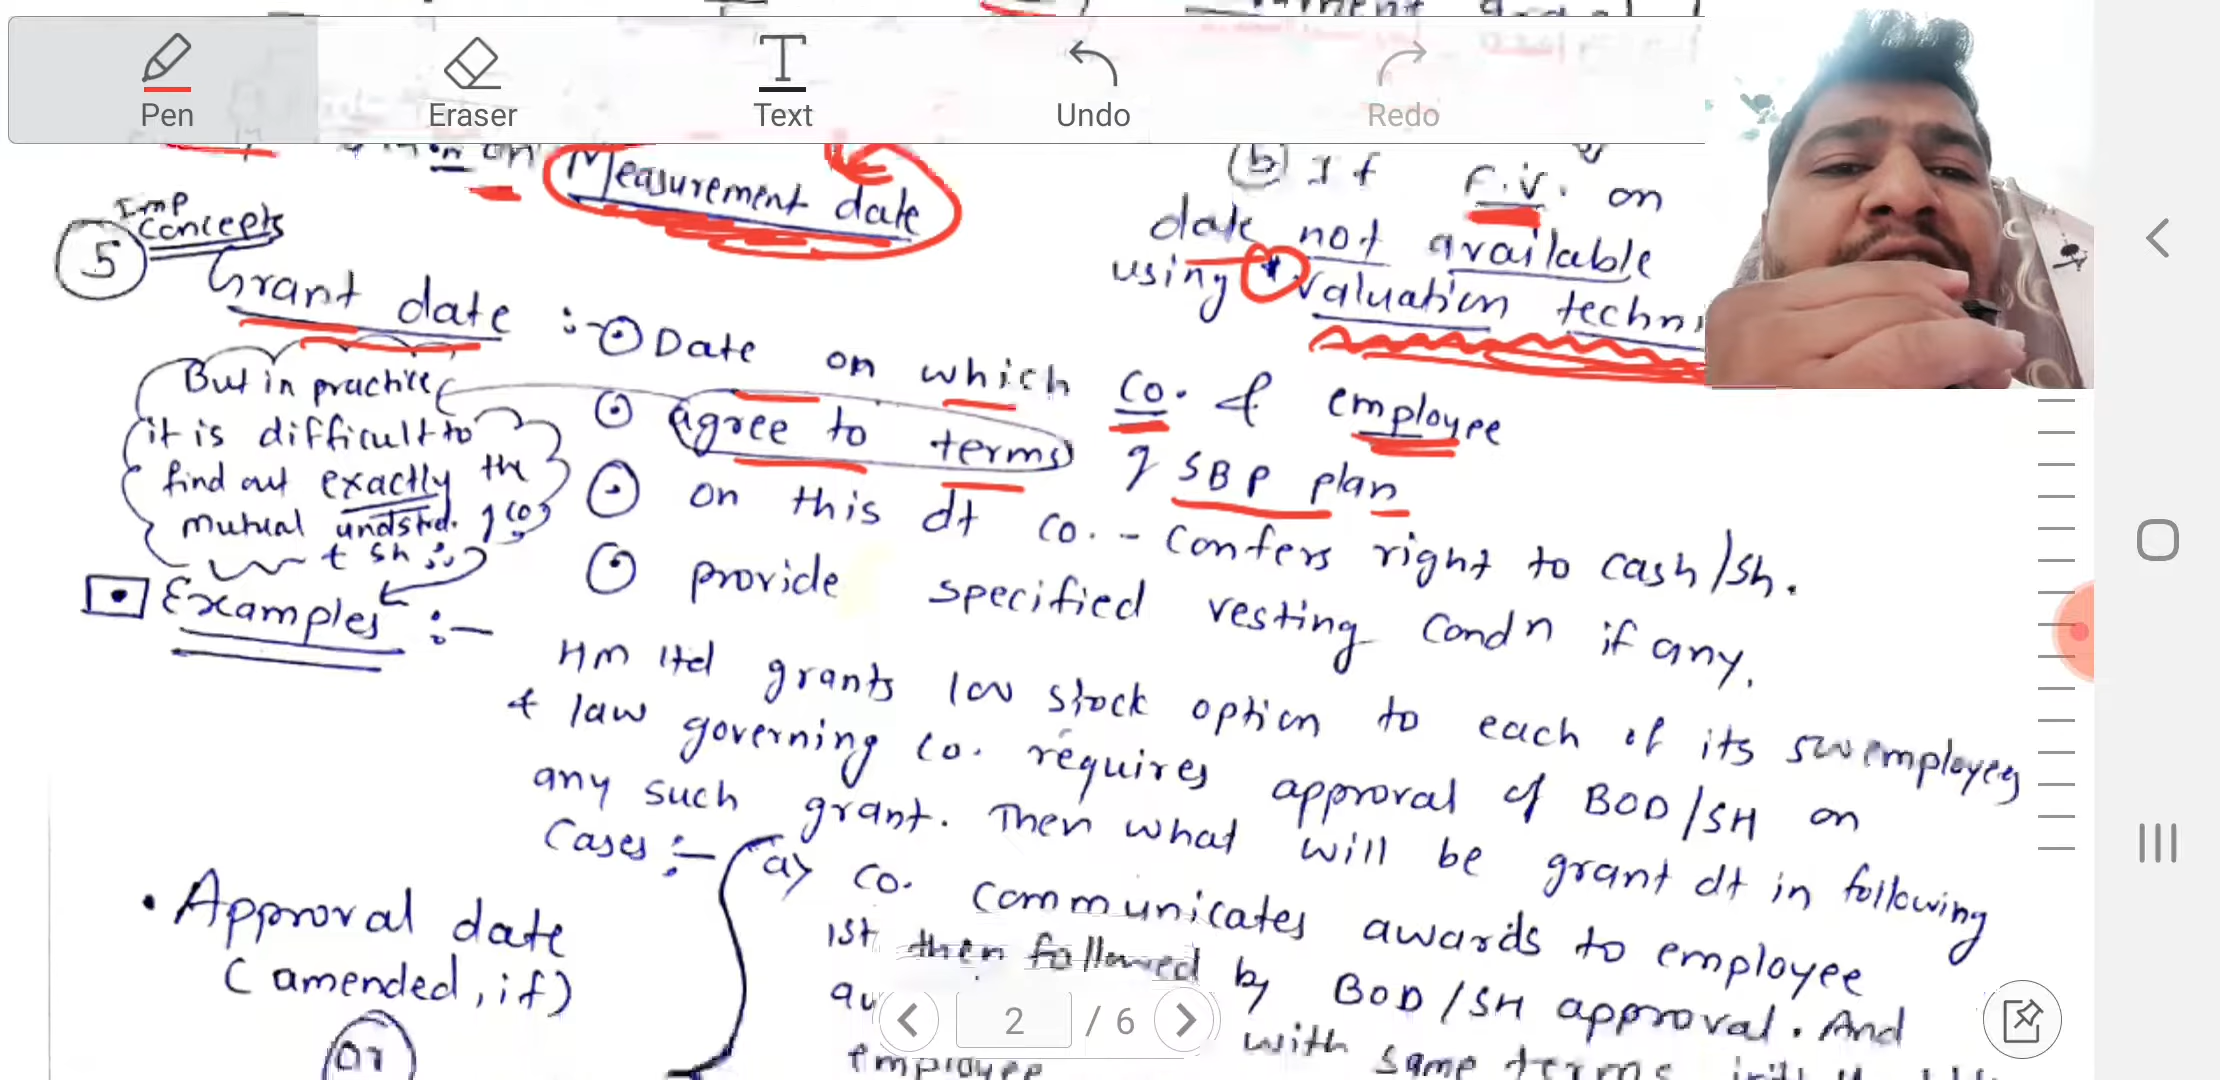 Pen
Eraser
Text
Undo
Redo
on Measurement date
(b) If F.V. on
date not available
using * Valuation techni
5 Imp Concepts
Grant date :- Date on which Co. & employee
agree to terms of SBP plan
on this dt co. - Confers right to cash/sh.
provide specified vesting Condn if any.
But in practice
it is difficult to
find out exactly the
mutual undstnd. of co
+ sh :-
Examples :-
HM ltd grants 100 stock option to each of its 500 employees
& law governing co. requires approval of BOD/SH on
any such grant. Then what will be grant dt in following
Cases :-
a) Co. Communicates awards to employee
1st then followed by BOD/SH approval. And
with same terms
employee
• Approval date
(amended, if)
or
2 / 6